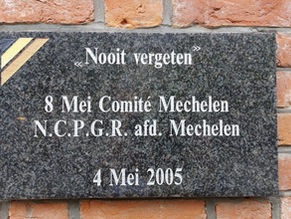 „Nooit vergeten”
8 Mei Comité Mechelen
N.C.P.G.R. afd. Mechelen
4 Mei 2005